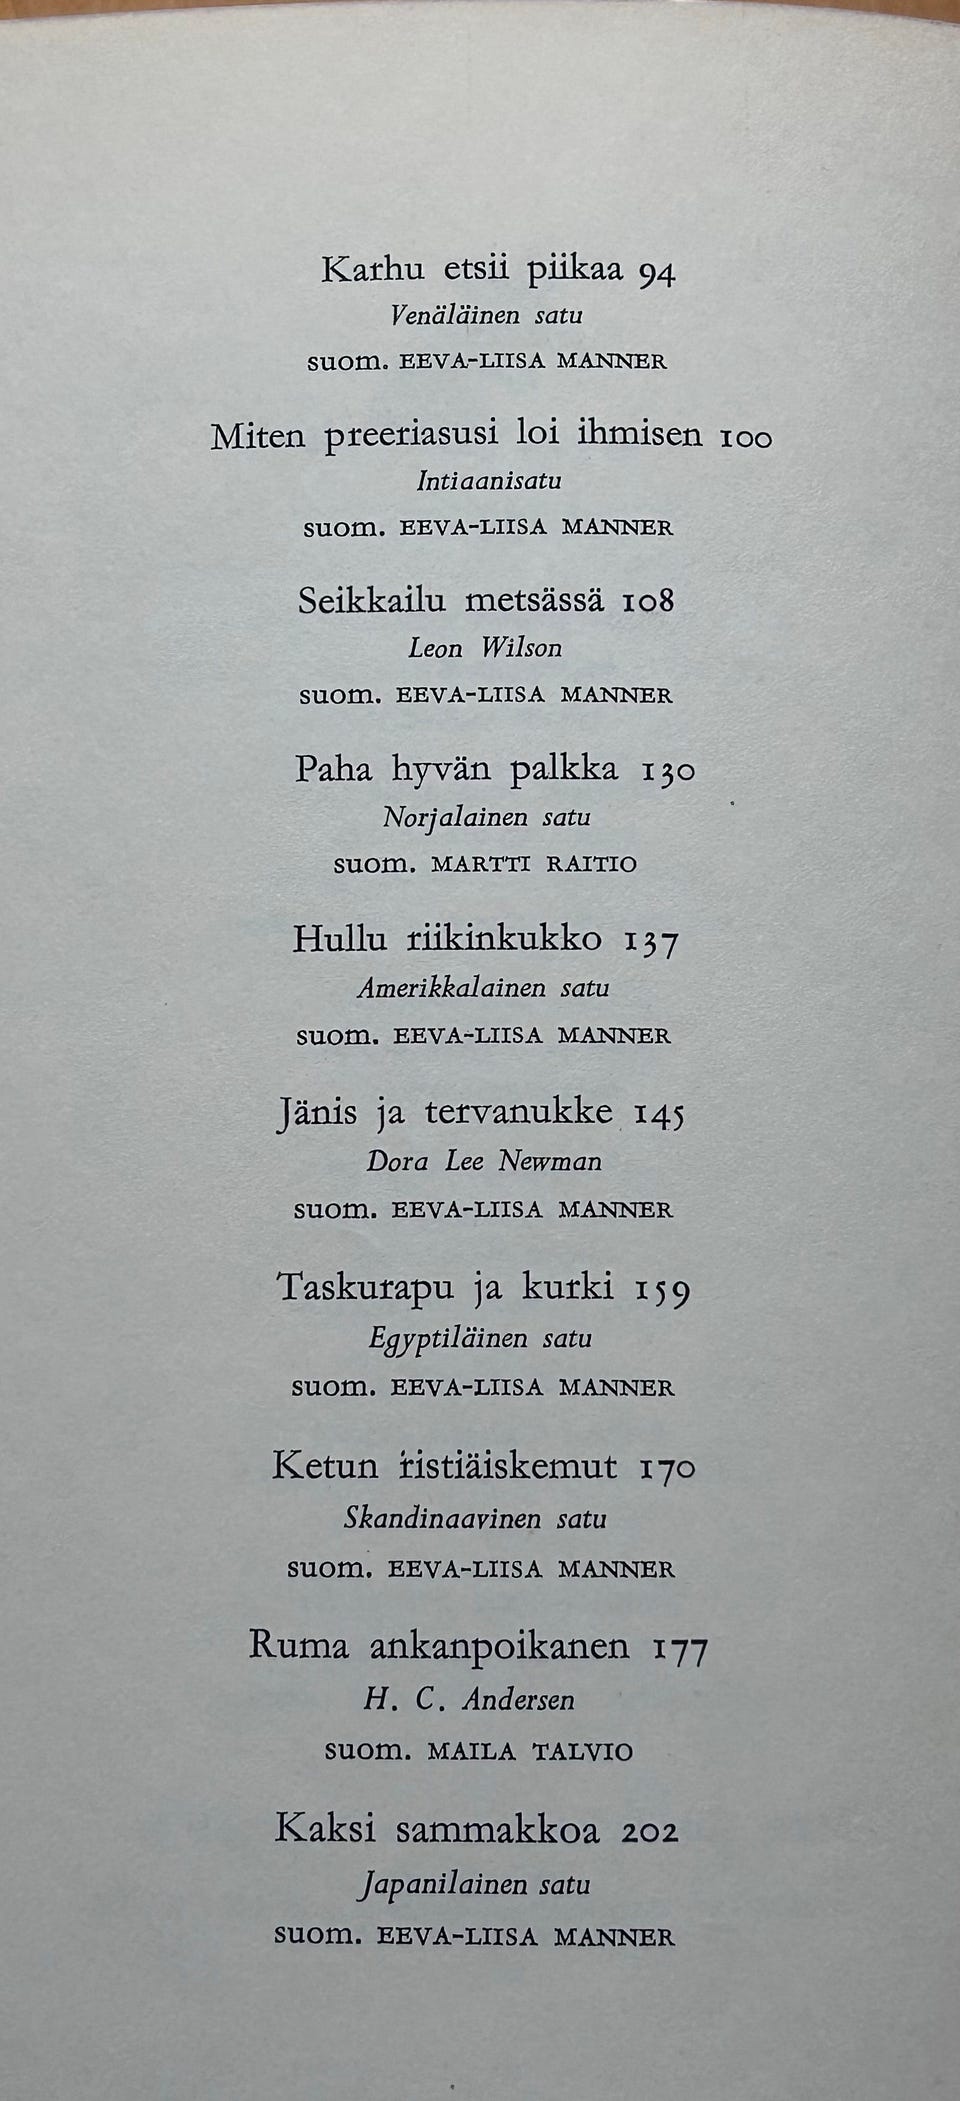 Karhu etsii piikaa 94
Venäläinen satu
suom. EEVA-LIISA MANNER
Miten preeriasusi loi ihmisen 100
Intiaanisatu
suom. EEVA-LIISA MANNER
Seikkailu metsässä 108
Leon Wilson
suom. EEVA-LIISA MANNER
Paha hyvän palkka 130
Norjalainen satu
suom. MARTTI RAITIO
Hullu riikinkukko 137
Amerikkalainen satu
suom. EEVA-LIISA MANNER
Jänis ja tervanukke 145
Dora Lee Newman
suom. EEVA-LIISA MANNER
Taskurapu ja kurki 159
Egyptiläinen satu
suom. EEVA-LIISA MANNER
Ketun ristiäiskemut 170
Skandinaavinen satu
suom. EEVA-LIISA MANNER
Ruma ankanpoikanen 177
H. C. Andersen
suom. MAILA TALVIO
Kaksi sammakkoa 202
Japanilainen satu
suom. EEVA-LIISA MANNER